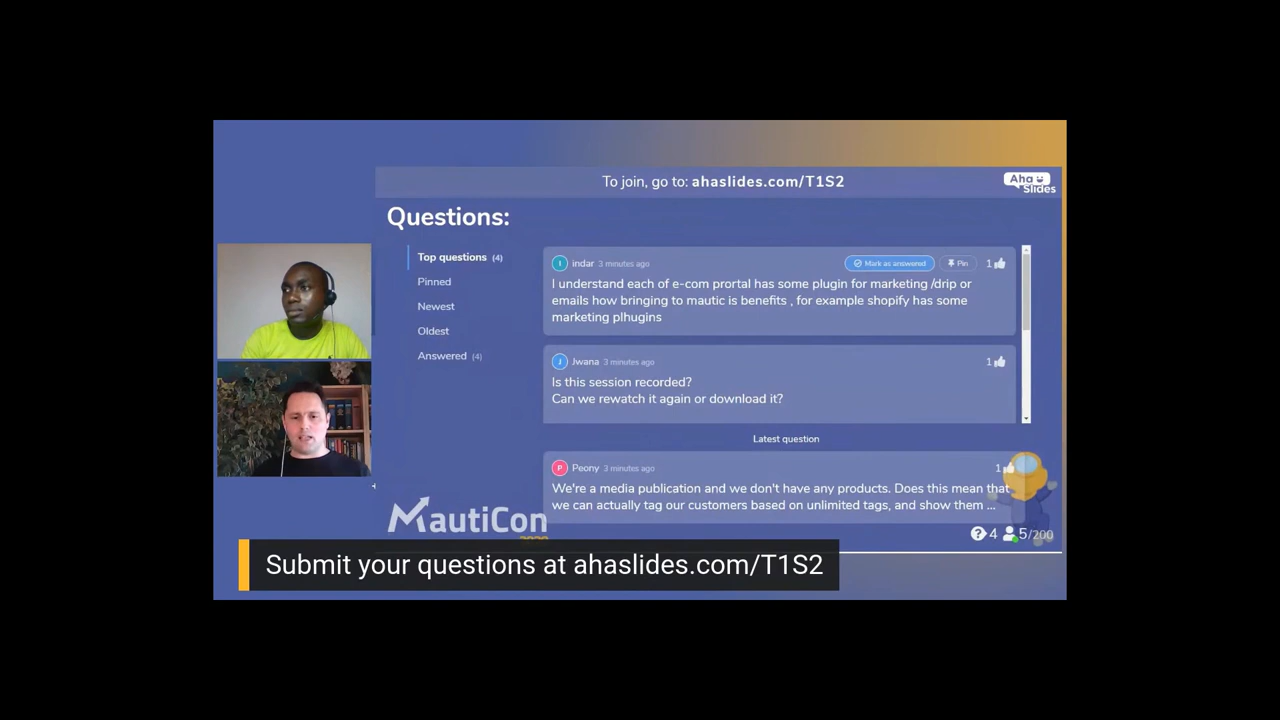 To join, go to: ahaslides.com/T1S2
Aha
Slides
Questions:
Top questions (4)
Pinned
Newest
Oldest
Answered (4)
I indar 3 minutes ago Mark as answered Pin 1
I understand each of e-com prortal has some plugin for marketing /drip or
emails how bringing to mautic is benefits , for example shopify has some
marketing plhugins
J Jwana 3 minutes ago 1
Is this session recorded?
Can we rewatch it again or download it?
Latest question
P Peony 3 minutes ago 1
We're a media publication and we don't have any products. Does this mean that
we can actually tag our customers based on unlimited tags, and show them ...
MautiCon
4 5/200
Submit your questions at ahaslides.com/T1S2